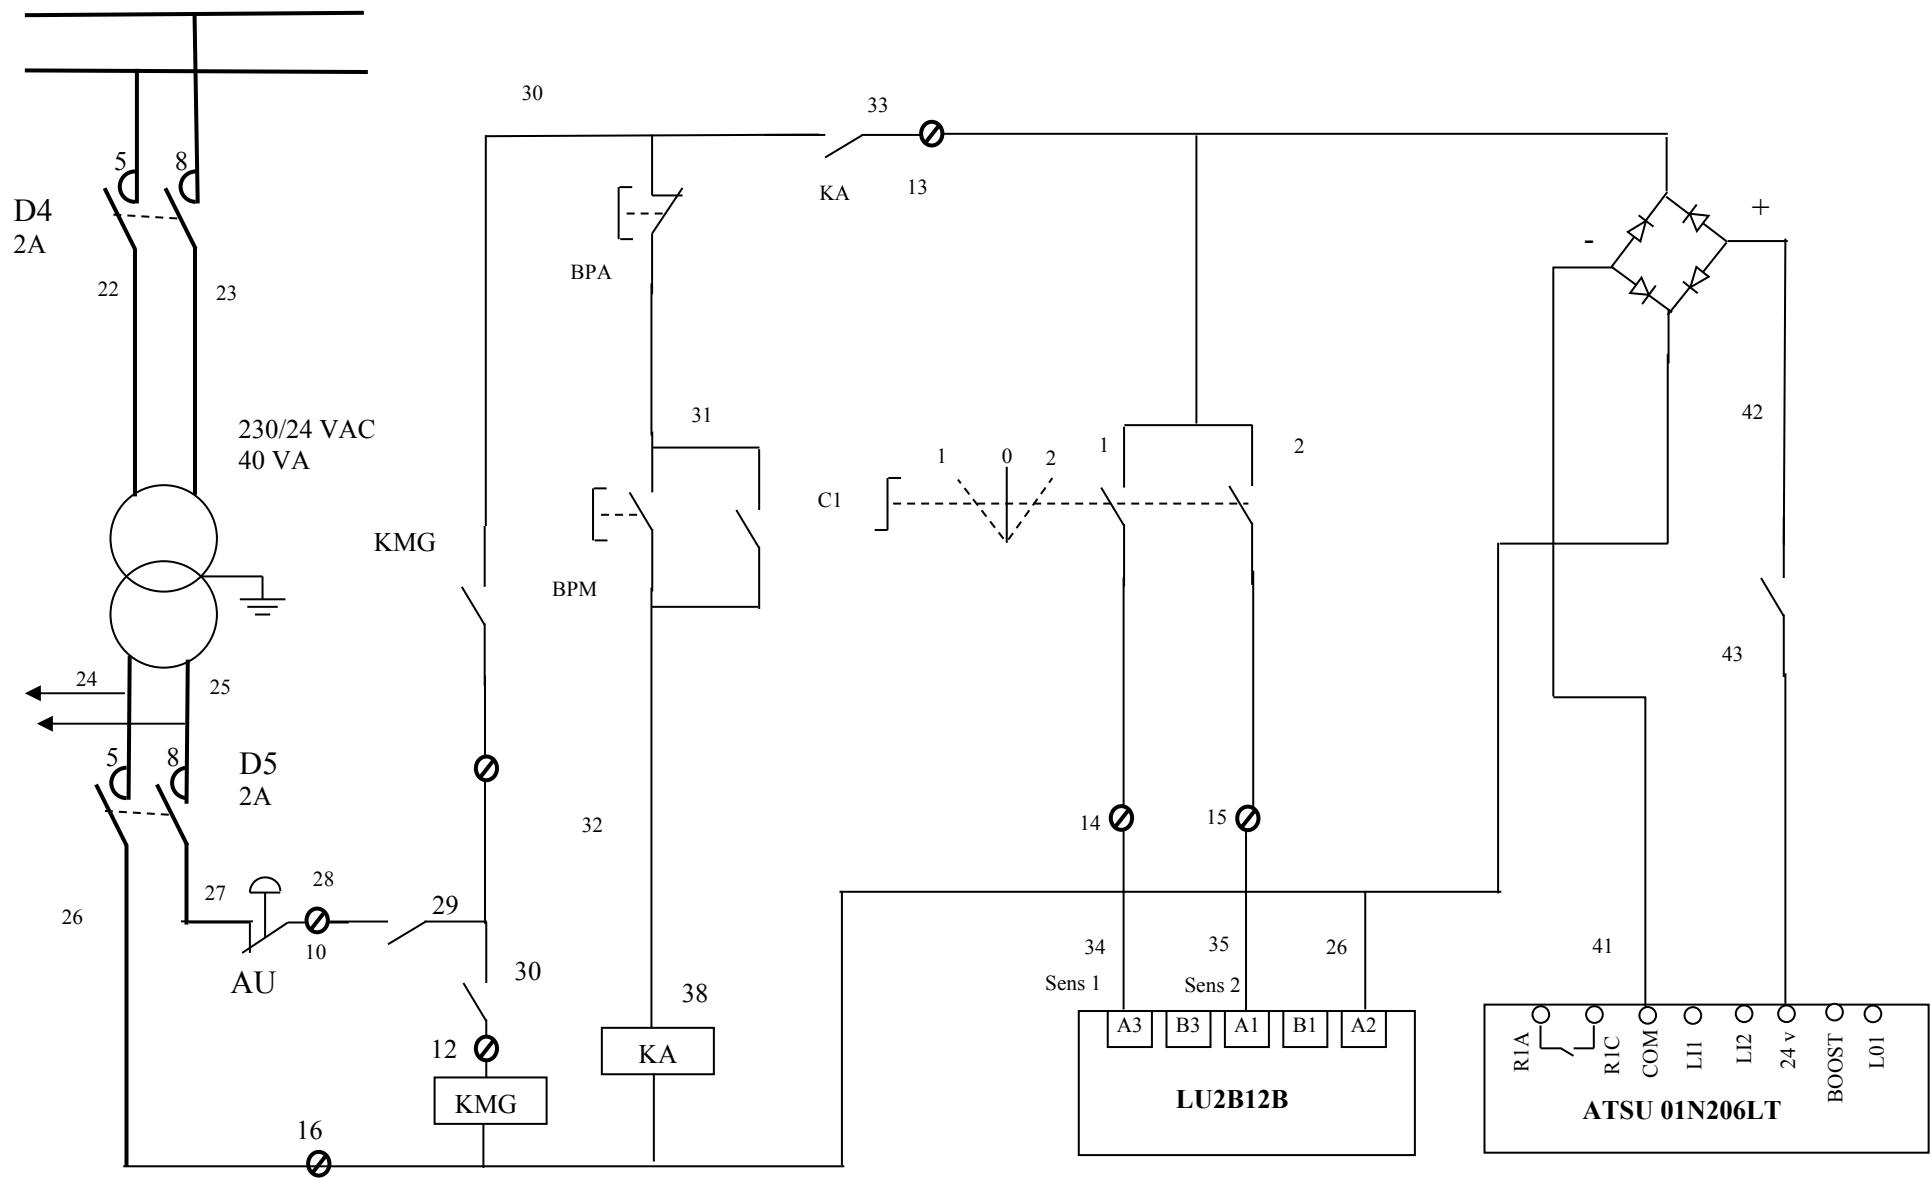 30
33
KA
13
5
8
D4
2A
22
23
BPA
-
+
230/24 VAC
40 VA
31
42
1
0
2
1
2
C1
KMG
BPM
43
24
25
5
8
D5
2A
32
14
15
26
27
28
29
10
AU
30
34
35
26
41
Sens 1
Sens 2
38
12
KA
KMG
16
A3
B3
A1
B1
A2
LU2B12B
R1A
R1C
COM
LI1
LI2
24 v
BOOST
L01
ATSU 01N206LT